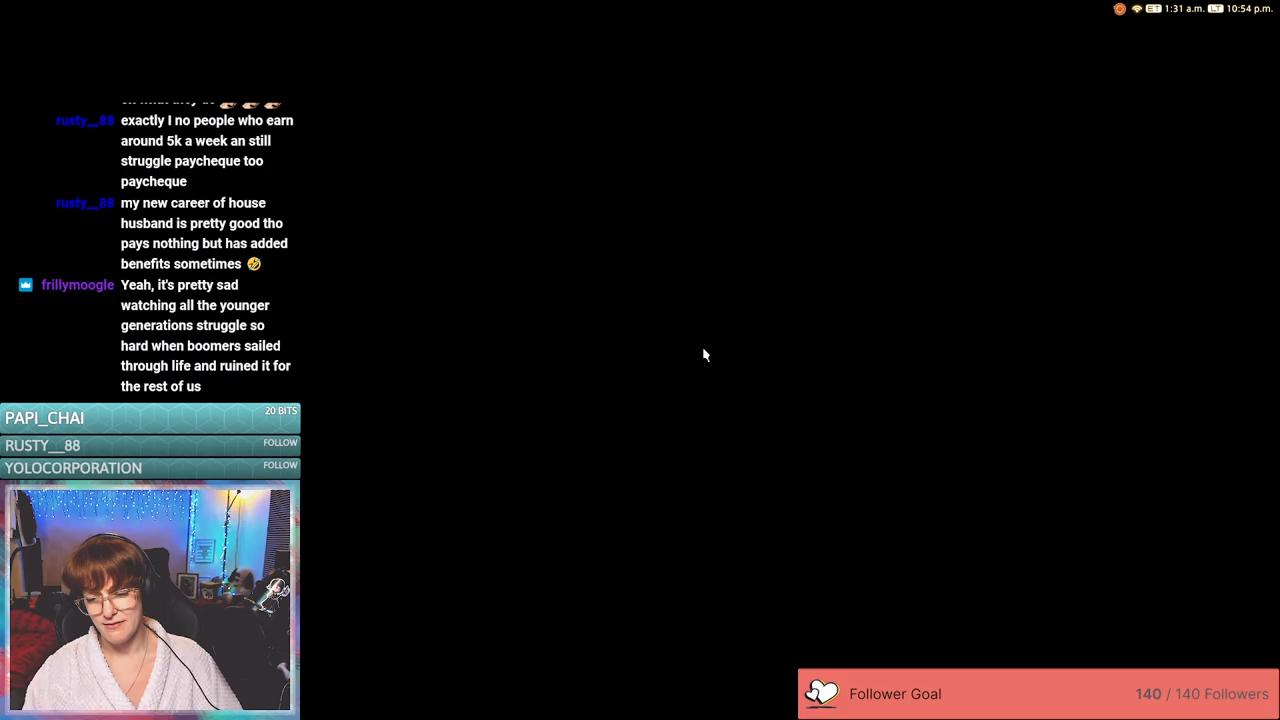 ET 1:31 a.m. LT 10:54 p.m.
rusty__88 exactly I no people who earn
around 5k a week an still
struggle paycheque too
paycheque
rusty__88 my new career of house
husband is pretty good tho
pays nothing but has added
benefits sometimes 🤣
frillymoogle Yeah, it's pretty sad
watching all the younger
generations struggle so
hard when boomers sailed
through life and ruined it for
the rest of us
PAPI_CHAI 20 BITS
RUSTY__88 FOLLOW
YOLOCORPORATION FOLLOW
Follower Goal 140 / 140 Followers